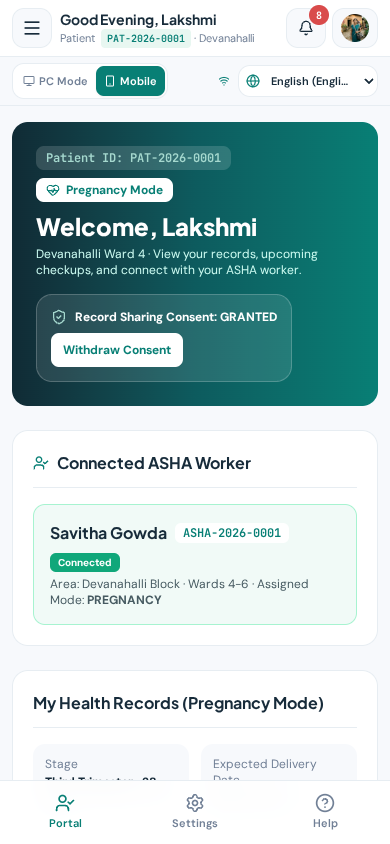 Good Evening, Lakshmi
Patient PAT-2026-0001 · Devanahalli
8
PC Mode
Mobile
English (Engli...
Patient ID: PAT-2026-0001
Pregnancy Mode
Welcome, Lakshmi
Devanahalli Ward 4 · View your records, upcoming
checkups, and connect with your ASHA worker.
Record Sharing Consent: GRANTED
Withdraw Consent
Connected ASHA Worker
Savitha Gowda ASHA-2026-0001
Connected
Area: Devanahalli Block · Wards 4-6 · Assigned
Mode: PREGNANCY
My Health Records (Pregnancy Mode)
Stage
Expected Delivery
Date
Portal
Settings
Help